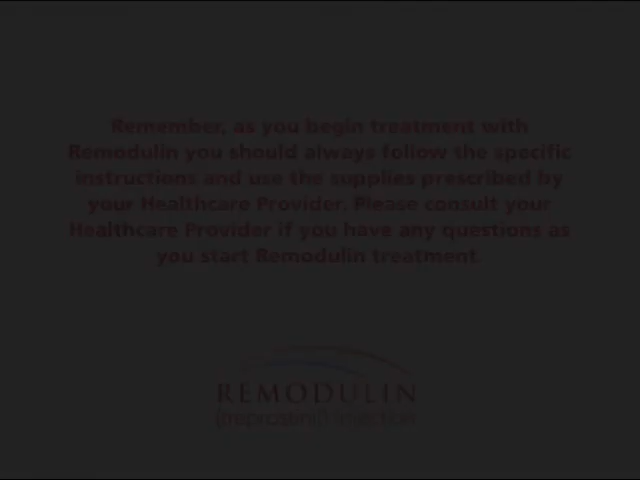 Remember, as you begin treatment with
Remodulin you should always follow the specific
instructions and use the supplies prescribed by
your Healthcare Provider. Please consult your
Healthcare Provider if you have any questions as
you start Remodulin treatment
REMODULIN
(treprostinil) Injection